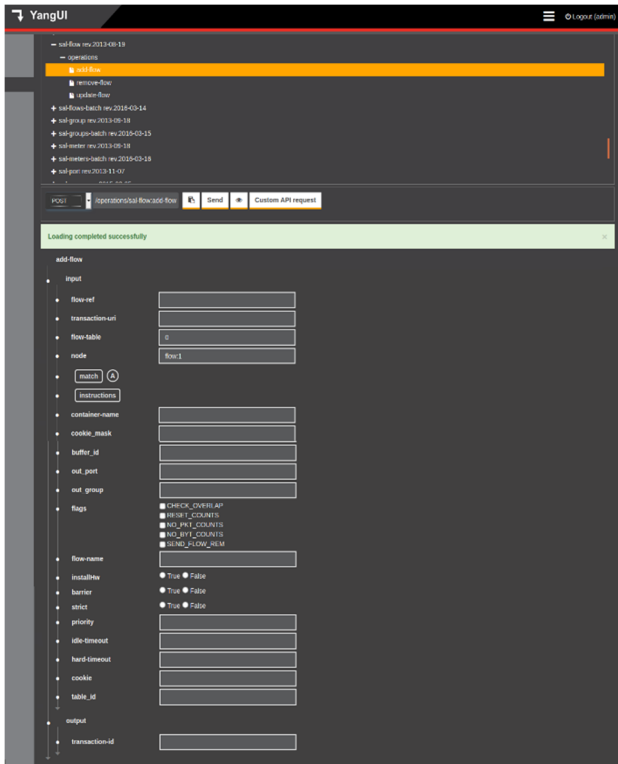 YangUI
Logout (admin)
sal-flow rev.2013-08-19
operations
add-flow
remove-flow
update-flow
sal-flows-batch rev.2016-03-14
sal-group rev.2013-09-18
sal-groups-batch rev.2016-03-15
sal-meter rev.2013-09-18
sal-meters-batch rev.2016-03-16
sal-port rev.2013-11-07
POST /operations/sal-flow:add-flow Send Custom API request
Loading completed successfully ×
add-flow
input
flow-ref
transaction-uri
flow-table 0
node flow:1
match A
instructions
container-name
cookie_mask
buffer_id
out_port
out_group
flags CHECK_OVERLAP
RESET_COUNTS
NO_PKT_COUNTS
NO_BYT_COUNTS
SEND_FLOW_REM
flow-name
installHw True False
barrier True False
strict True False
priority
idle-timeout
hard-timeout
cookie
table_id
output
transaction-id